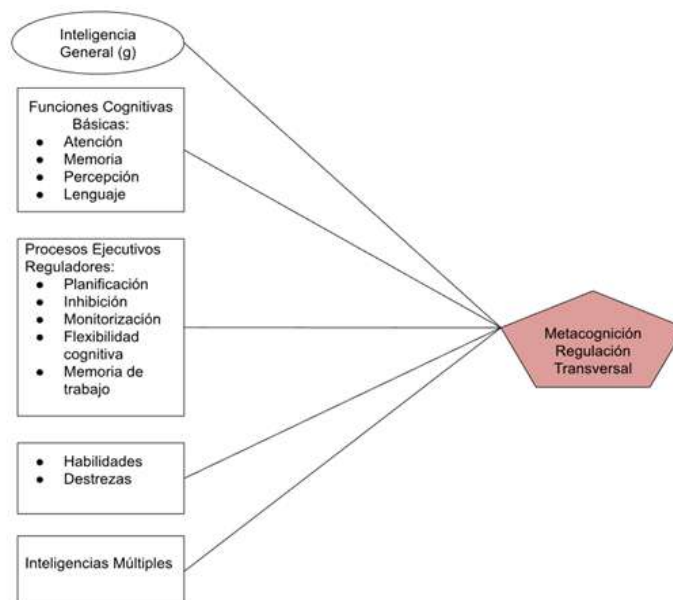 Inteligencia
General (g)
Funciones Cognitivas
Básicas:
● Atención
● Memoria
● Percepción
● Lenguaje
Procesos Ejecutivos
Reguladores:
● Planificación
● Inhibición
● Monitorización
● Flexibilidad
cognitiva
● Memoria de
trabajo
● Habilidades
● Destrezas
Inteligencias Múltiples
Metacognición
Regulación
Transversal